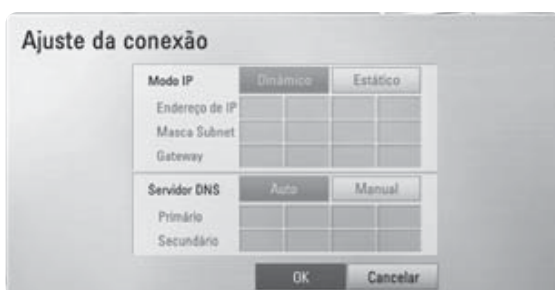 Ajuste da conexão
Modo IP Dinâmico Estático
Endereço de IP
Masca Subnet
Gateway
Servidor DNS Auto Manual
Primário
Secundário
OK Cancelar